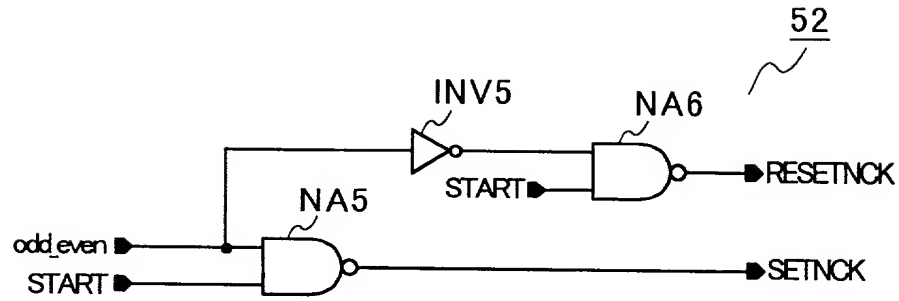 52
INV5
NA6
START
RESETNCK
NA5
odd_even
START
SETNCK